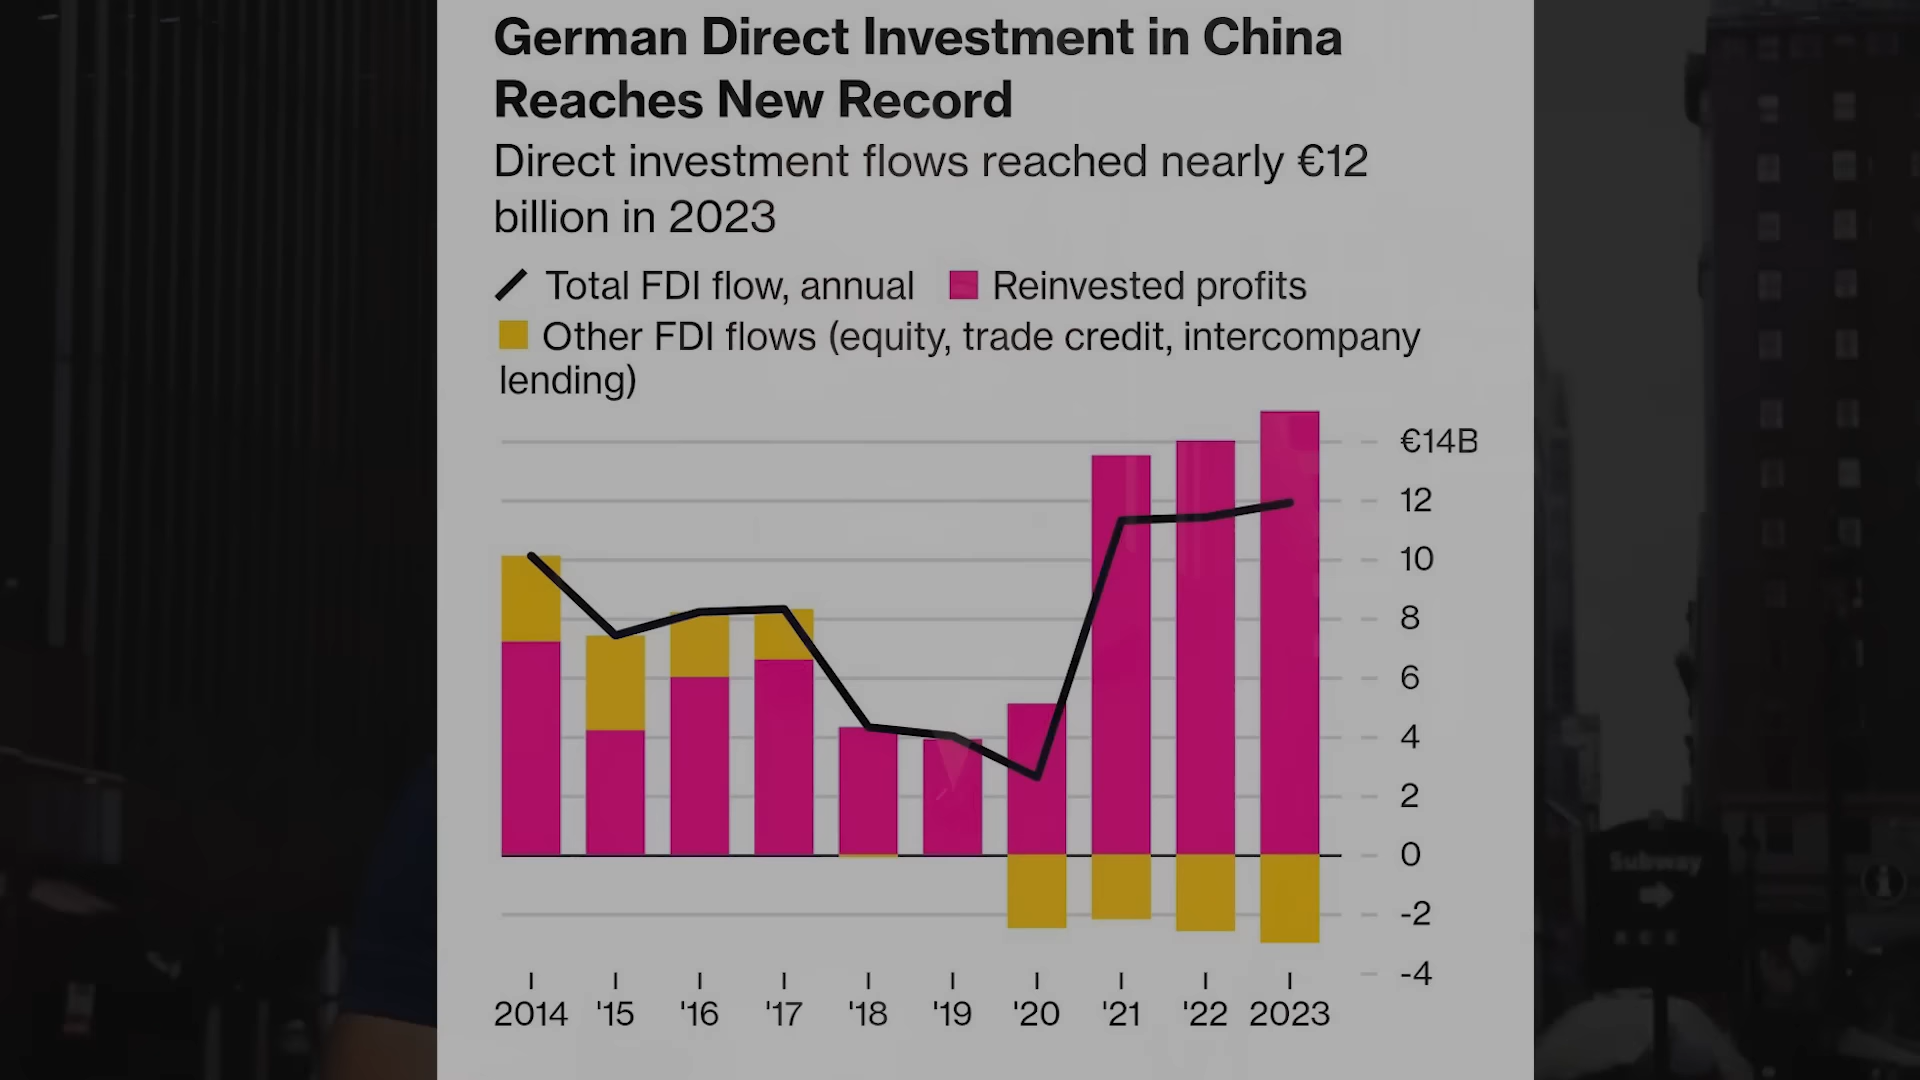 German Direct Investment in China
Reaches New Record
Direct investment flows reached nearly €12
billion in 2023
Total FDI flow, annual
Reinvested profits
Other FDI flows (equity, trade credit, intercompany
lending)
€14B
12
10
8
6
4
2
0
-2
-4
2014 '15 '16 '17 '18 '19 '20 '21 '22 2023
Subway